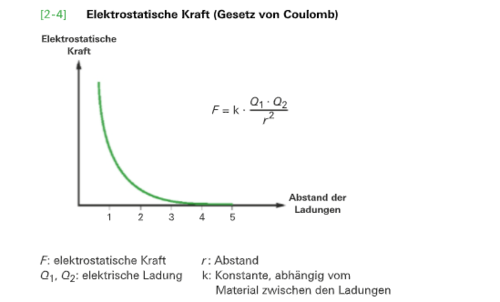 [2-4] Elektrostatische Kraft (Gesetz von Coulomb)
Elektrostatische
Kraft
F = k · Q₁ · Q₂ / r²
Abstand der
Ladungen
1 2 3 4 5
F: elektrostatische Kraft
Q₁, Q₂: elektrische Ladung
r: Abstand
k: Konstante, abhängig vom
Material zwischen den Ladungen